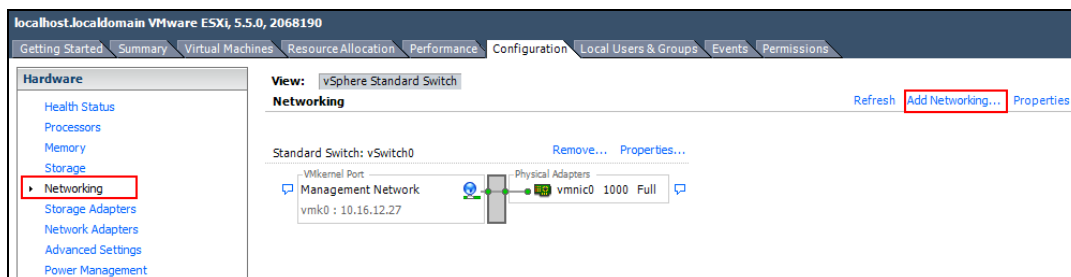 localhost.localdomain VMware ESXi, 5.5.0, 2068190
Getting Started Summary Virtual Machines Resource Allocation Performance Configuration Local Users & Groups Events Permissions
Hardware
Health Status
Processors
Memory
Storage
Networking
Storage Adapters
Network Adapters
Advanced Settings
Power Management
View: vSphere Standard Switch
Networking
Refresh Add Networking... Properties
Standard Switch: vSwitch0 Remove... Properties...
VMkernel Port Physical Adapters
Management Network vmnic0 1000 Full
vmk0 : 10.16.12.27